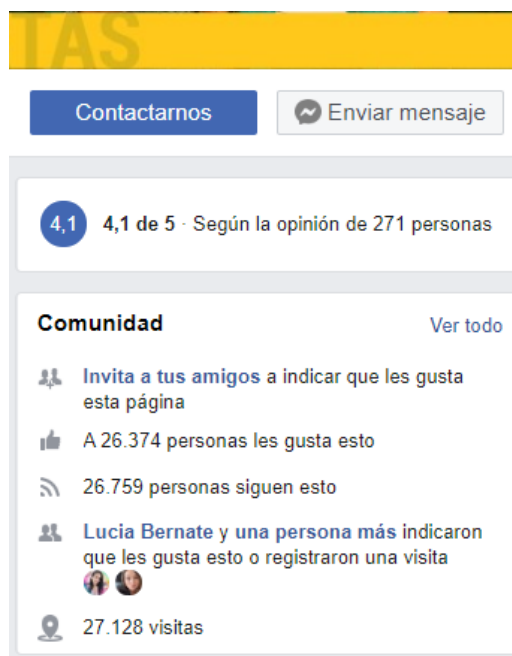 TAS
Contactarnos
Enviar mensaje
4,1
4,1 de 5 · Según la opinión de 271 personas
Comunidad
Ver todo
Invita a tus amigos a indicar que les gusta
esta página
A 26.374 personas les gusta esto
26.759 personas siguen esto
Lucia Bernate y una persona más indicaron
que les gusta esto o registraron una visita
27.128 visitas